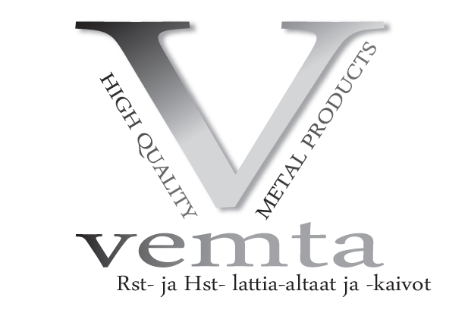 V
HIGH QUALITY
METAL PRODUCTS
vemta
Rst- ja Hst- lattia-altaat ja -kaivot